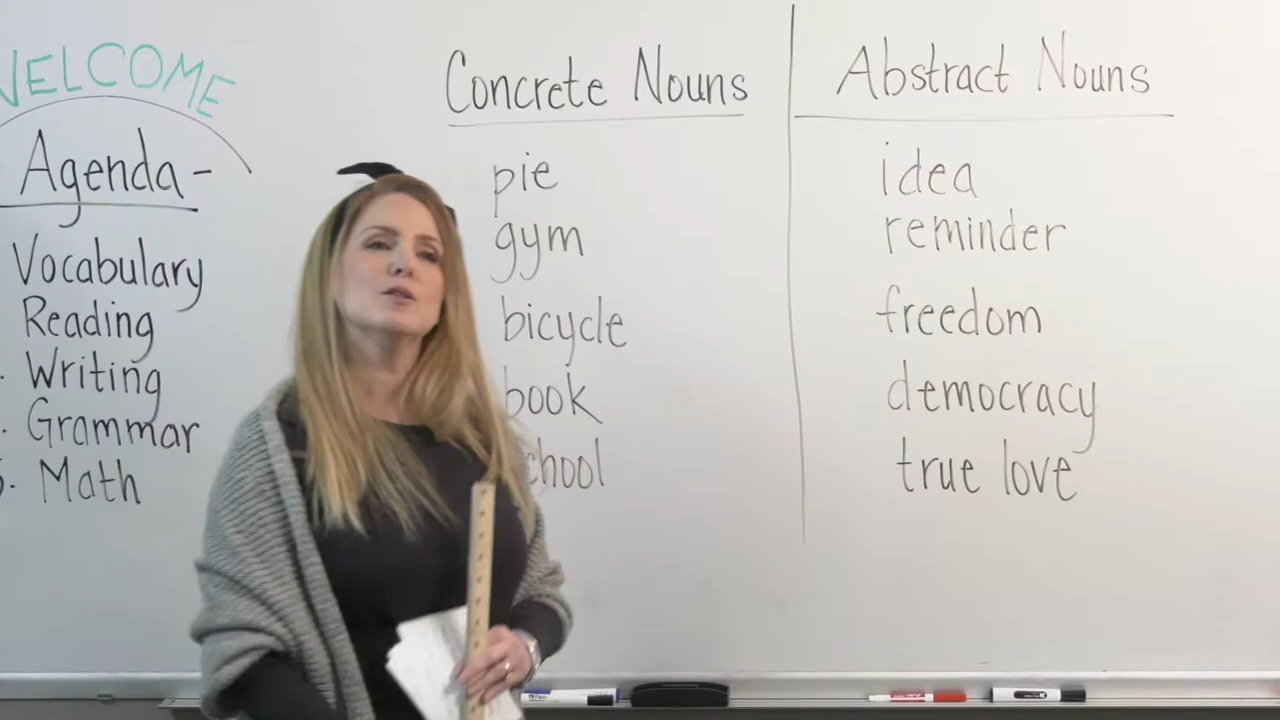 WELCOME
Agenda-
Vocabulary
Reading
Writing
Grammar
Math
Concrete Nouns
pie
gym
bicycle
book
chool
Abstract Nouns
idea
reminder
freedom
democracy
true love